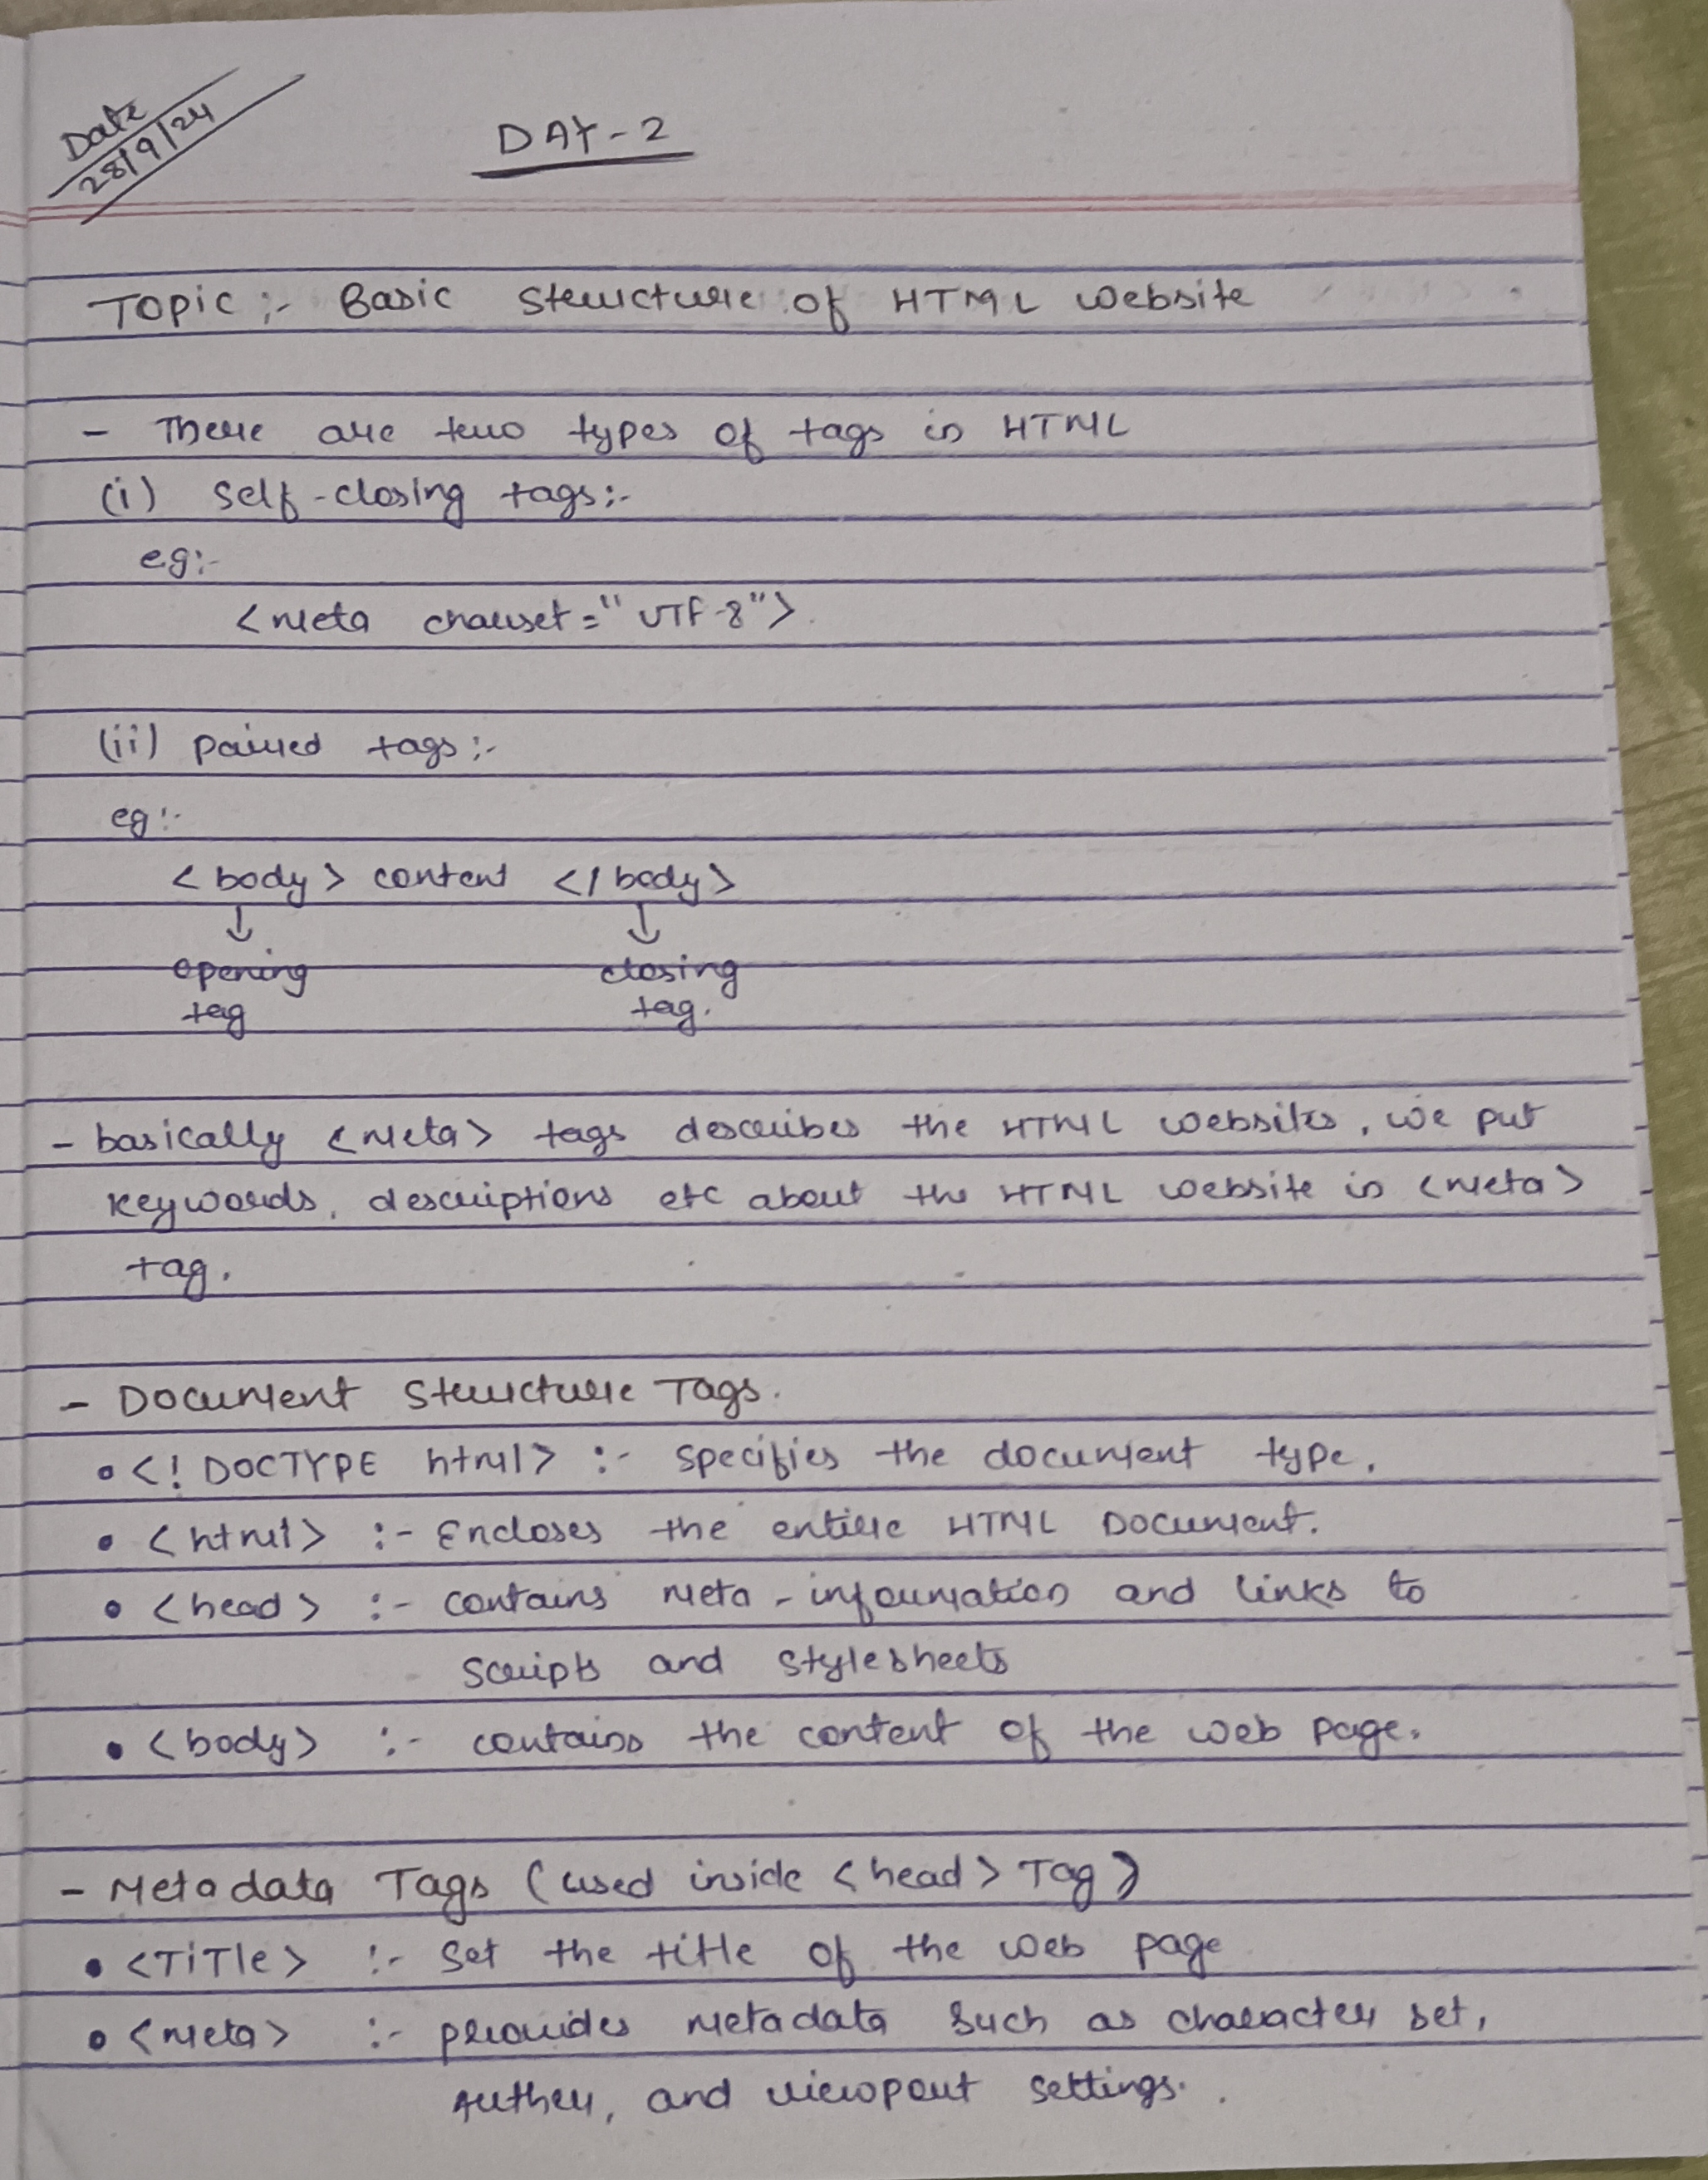 Date
28/9/24
DAY-2
Topic :- Basic Structure of HTML Website
- There are two types of tags in HTML
(i) Self-closing tags:-
eg:-
<meta charset="UTF-8">
(ii) paired tags:-
eg:-
<body> content </body>
↓ ↓
opening closing
tag tag.
- basically <meta> tags describes the HTML websites, we put
keywords, descriptions etc about the HTML website in <meta>
tag.
- Document Structure Tags.
• <!DOCTYPE html> :- specifies the document type.
• <html> :- Encloses the entire HTML Document.
• <head> :- contains meta-information and links to
scripts and stylesheets
• <body> :- contains the content of the web page.
- Metadata Tags (used inside <head> Tag)
• <TiTle> :- Set the title of the web page
• <meta> :- provides metadata such as character set,
Author, and viewport settings.